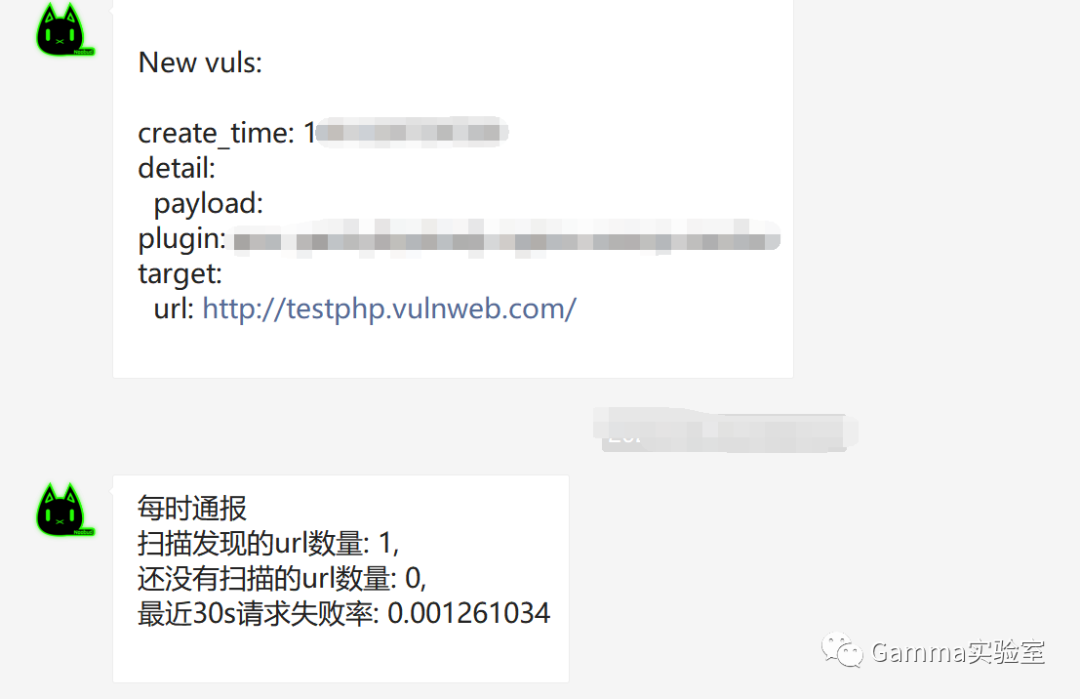 New vuls:
create_time: 1
detail:
payload:
plugin:
target:
url: http://testphp.vulnweb.com/
每时通报
扫描发现的url数量: 1,
还没有扫描的url数量: 0,
最近30s请求失败率: 0.001261034
Gamma实验室